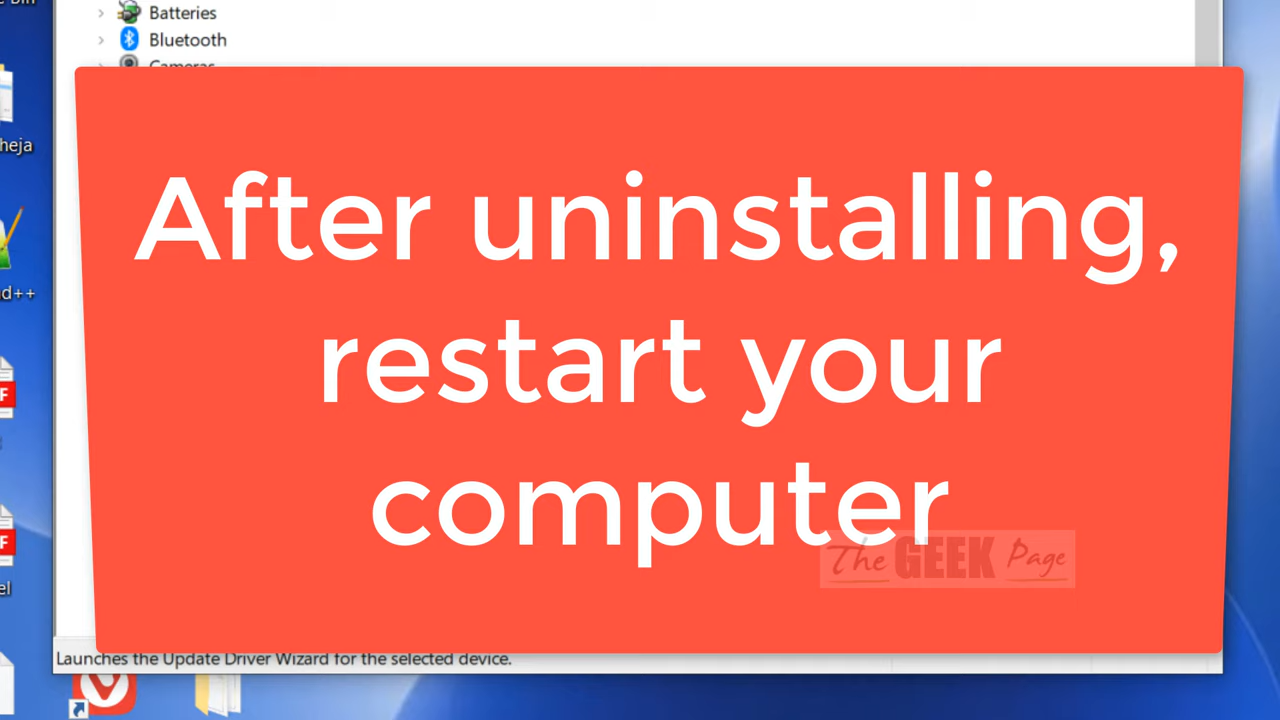 Batteries
Bluetooth
Cameras
After uninstalling,
restart your
computer
The GEEK Page
Launches the Update Driver Wizard for the selected device.
heja
d++
F
F
el